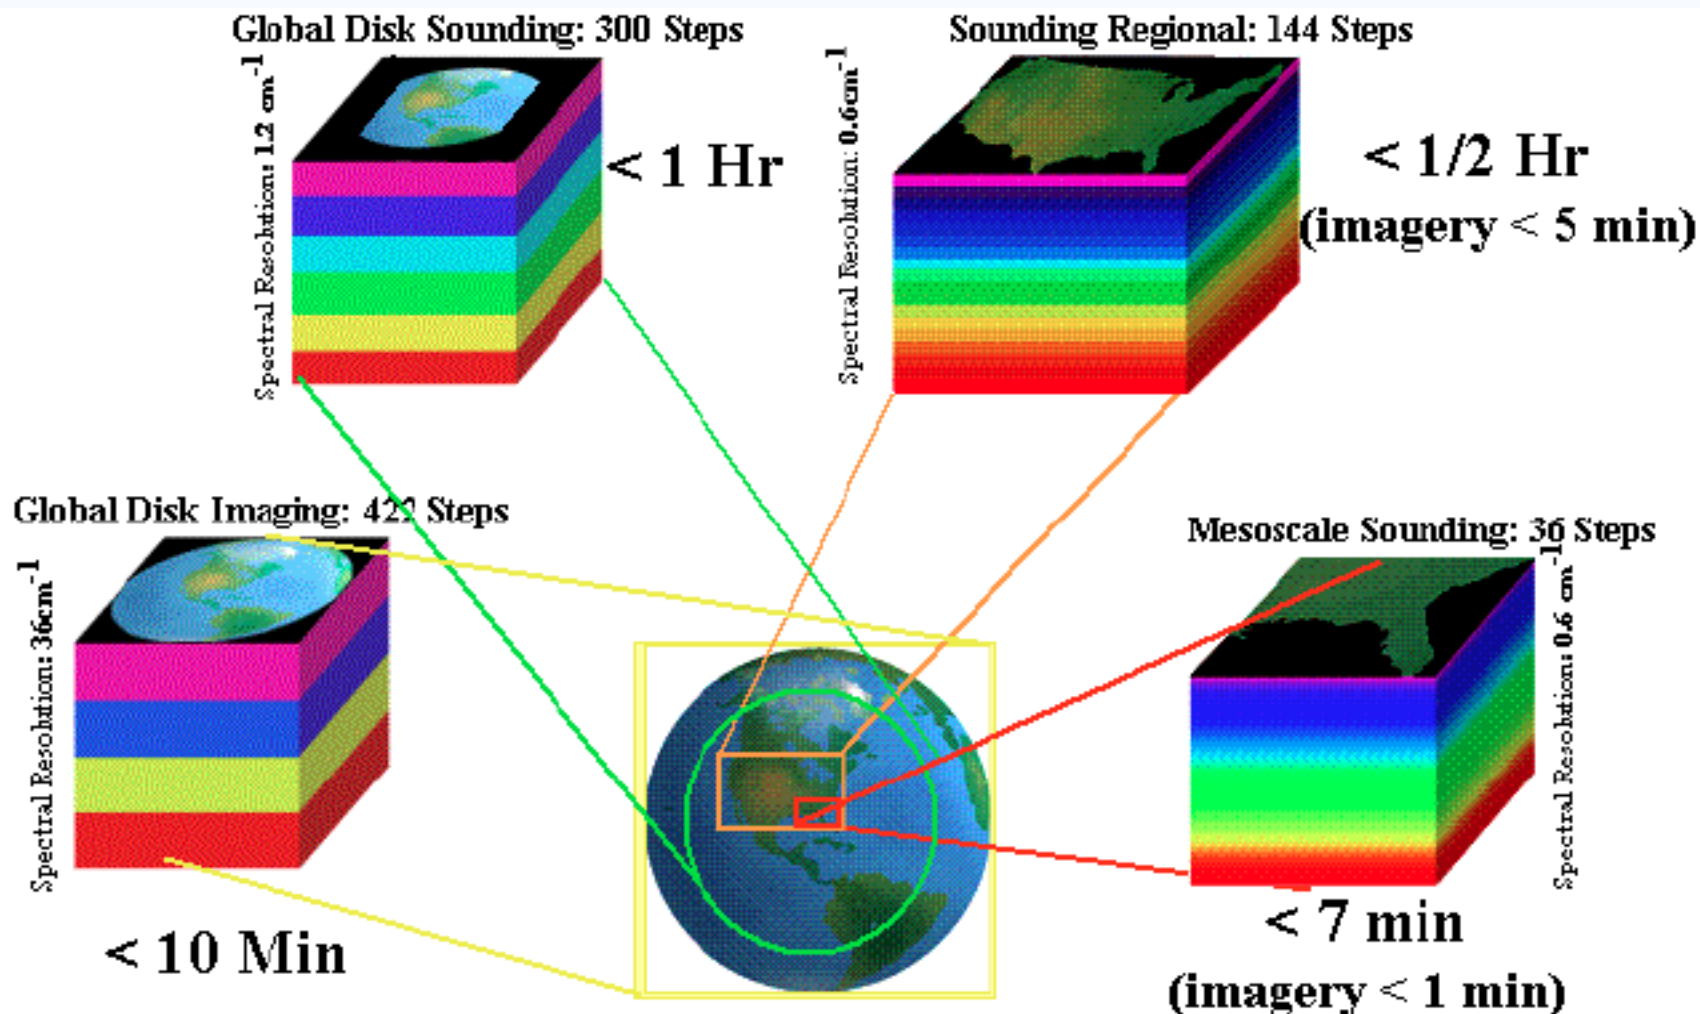 Global Disk Sounding: 300 Steps
Spectral Resolution: 1.2 cm-1
< 1 Hr
Sounding Regional: 144 Steps
Spectral Resolution: 0.6cm-1
< 1/2 Hr
(imagery < 5 min)
Global Disk Imaging: 422 Steps
Spectral Resolution: 36cm-1
< 10 Min
Mesoscale Sounding: 36 Steps
Spectral Resolution: 0.6 cm-1
< 7 min
(imagery < 1 min)